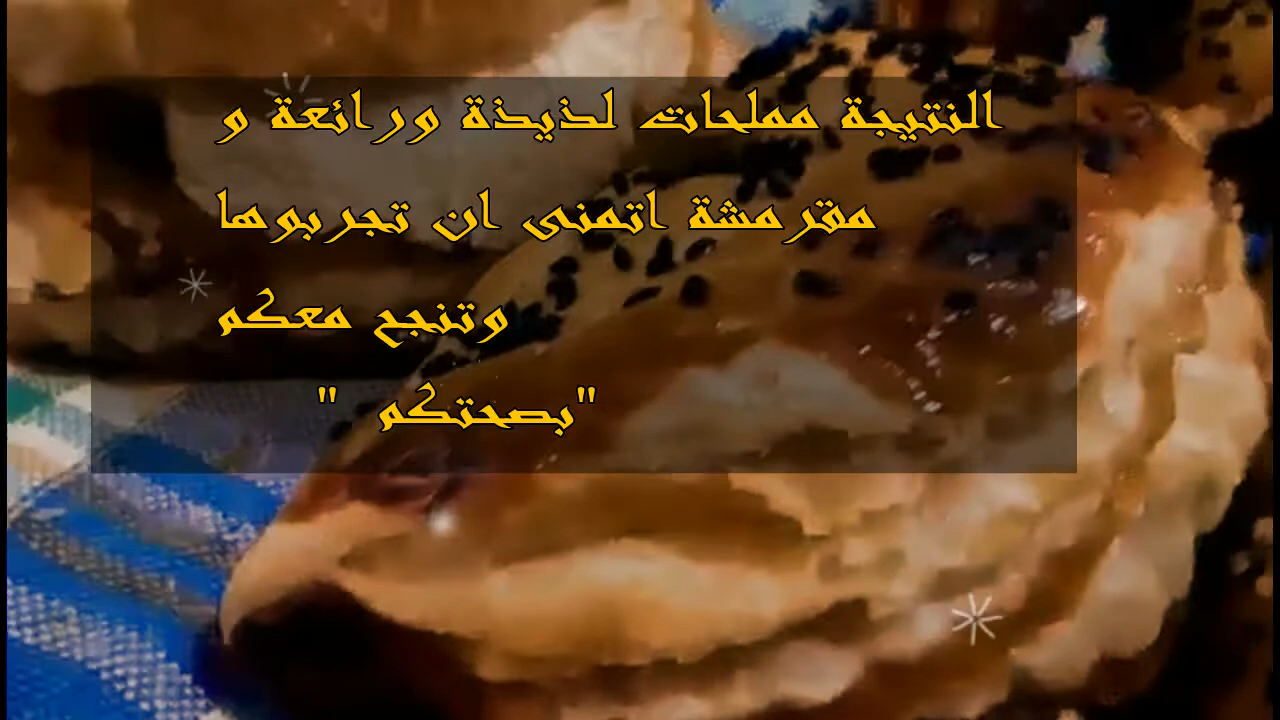 النتيجة مملحات لذيذة ورائعة و
مقرمشة اتمنى ان تجربوها
وتنجح معكم
"بصحتكم "